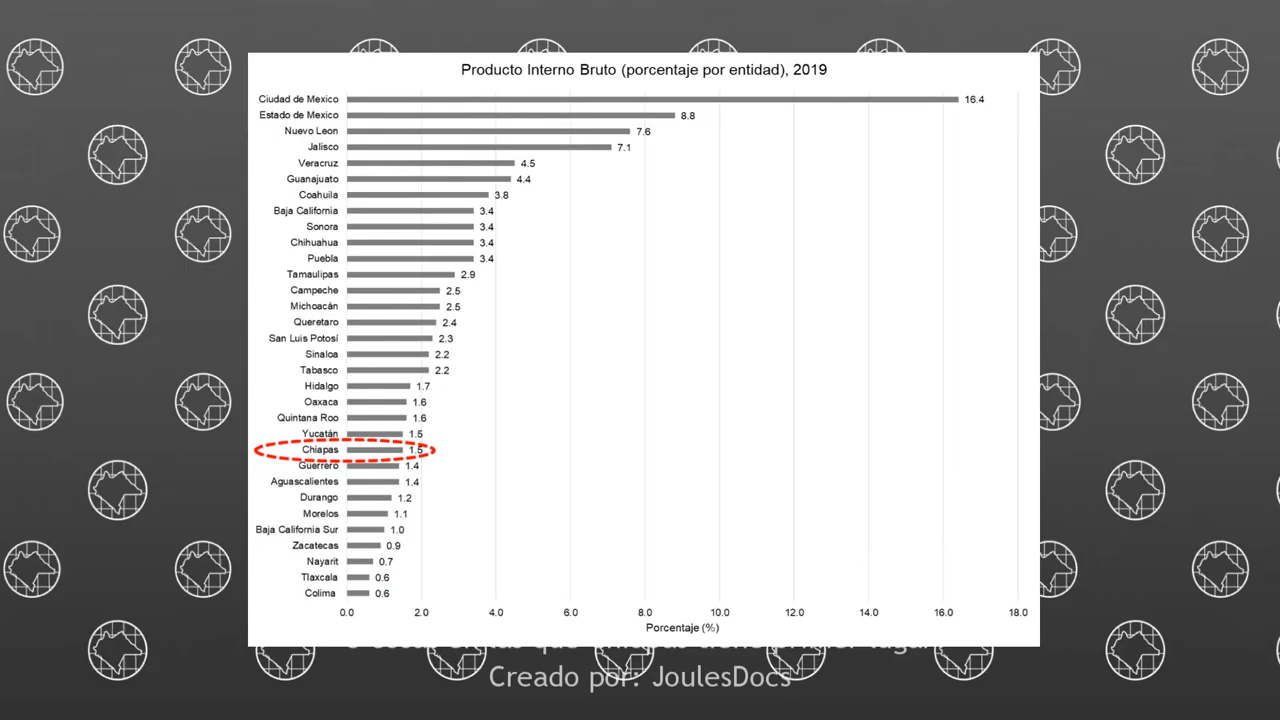 Producto Interno Bruto (porcentaje por entidad), 2019
Ciudad de Mexico 16.4
Estado de Mexico 8.8
Nuevo Leon 7.6
Jalisco 7.1
Veracruz 4.5
Guanajuato 4.4
Coahuila 3.8
Baja California 3.4
Sonora 3.4
Chihuahua 3.4
Puebla 3.4
Tamaulipas 2.9
Campeche 2.5
Michoacán 2.5
Queretaro 2.4
San Luis Potosí 2.3
Sinaloa 2.2
Tabasco 2.2
Hidalgo 1.7
Oaxaca 1.6
Quintana Roo 1.6
Yucatán 1.5
Chiapas 1.5
Guerrero 1.4
Aguascalientes 1.4
Durango 1.2
Morelos 1.1
Baja California Sur 1.0
Zacatecas 0.9
Nayarit 0.7
Tlaxcala 0.6
Colima 0.6
0.0 2.0 4.0 6.0 8.0 10.0 12.0 14.0 16.0 18.0
Porcentaje (%)
Creado por: JoulesDocs